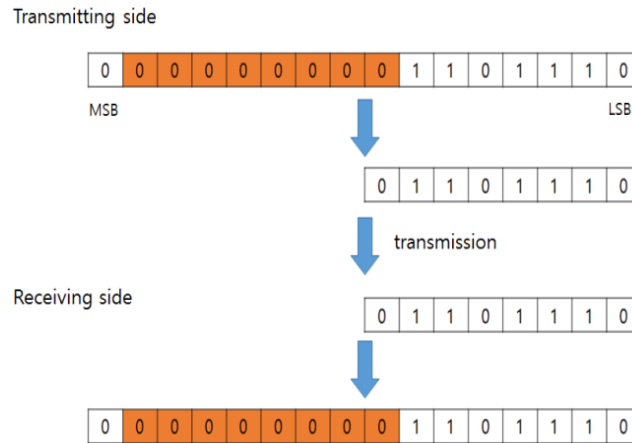 Transmitting side
0 0 0 0 0 0 0 0 0 1 1 0 1 1 1 0
MSB LSB
0 1 1 0 1 1 1 0
transmission
Receiving side
0 1 1 0 1 1 1 0
0 0 0 0 0 0 0 0 0 1 1 0 1 1 1 0